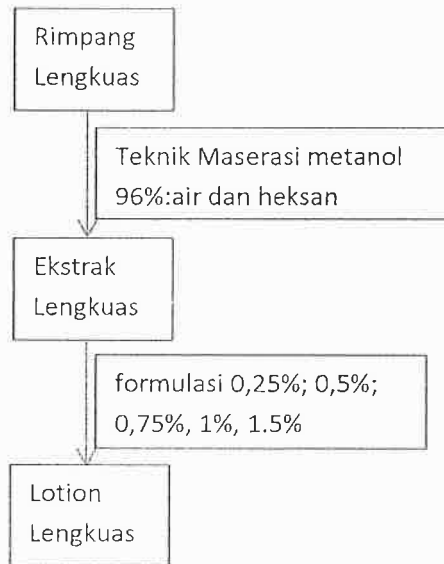 Rimpang
Lengkuas
Teknik Maserasi metanol
96%:air dan heksan
Ekstrak
Lengkuas
formulasi 0,25%; 0,5%;
0,75%, 1%, 1.5%
Lotion
Lengkuas